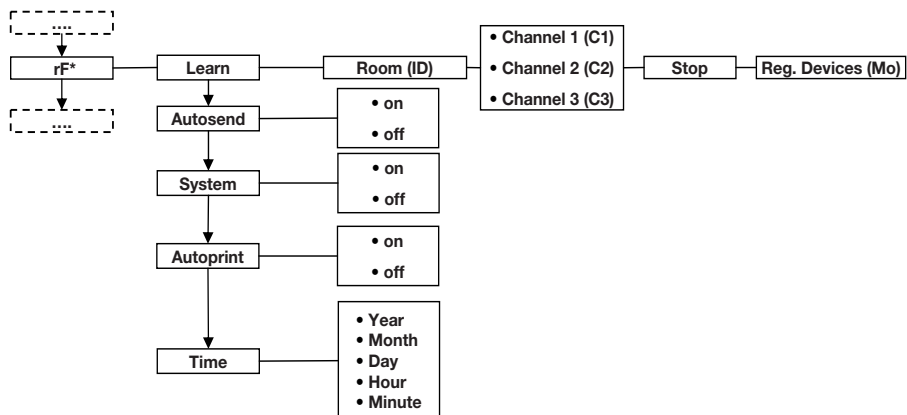 ....
rF*
....
Learn
Room (ID)
• Channel 1 (C1)
• Channel 2 (C2)
• Channel 3 (C3)
Stop
Reg. Devices (Mo)
Autosend
• on
• off
System
• on
• off
Autoprint
• on
• off
Time
• Year
• Month
• Day
• Hour
• Minute